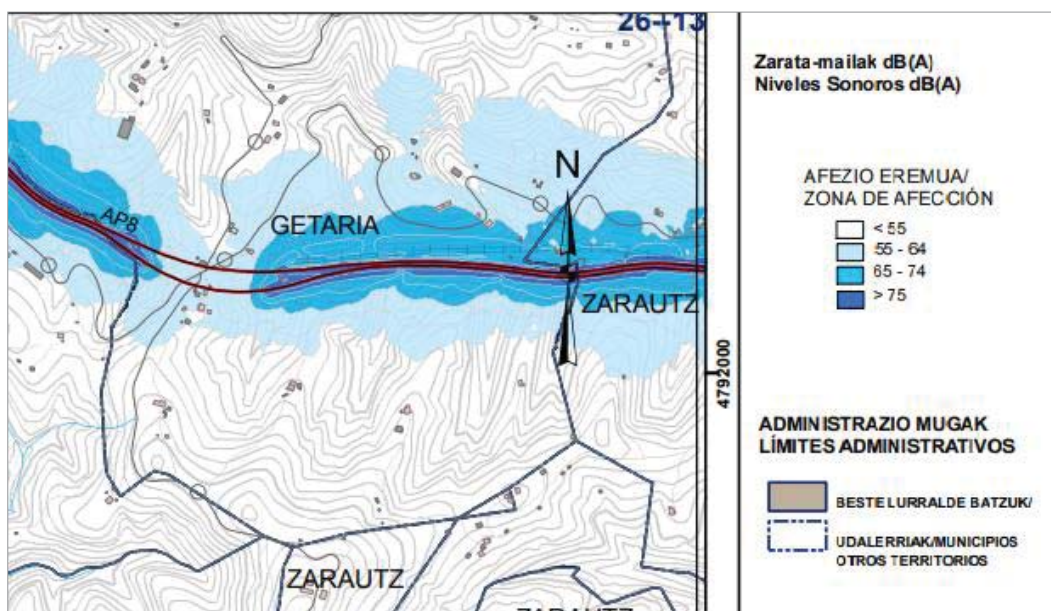 26--13
AP8
GETARIA
N
ZARAUTZ
4792000
ZARAUTZ
ZARAUTZ
Zarata-mailak dB(A)
Niveles Sonoros dB(A)
AFEZIO EREMUA/
ZONA DE AFECCIÓN
< 55
55 - 64
65 - 74
> 75
ADMINISTRAZIO MUGAK
LÍMITES ADMINISTRATIVOS
BESTE LURRALDE BATZUK/
UDALERRIAK/MUNICIPIOS
OTROS TERRITORIOS